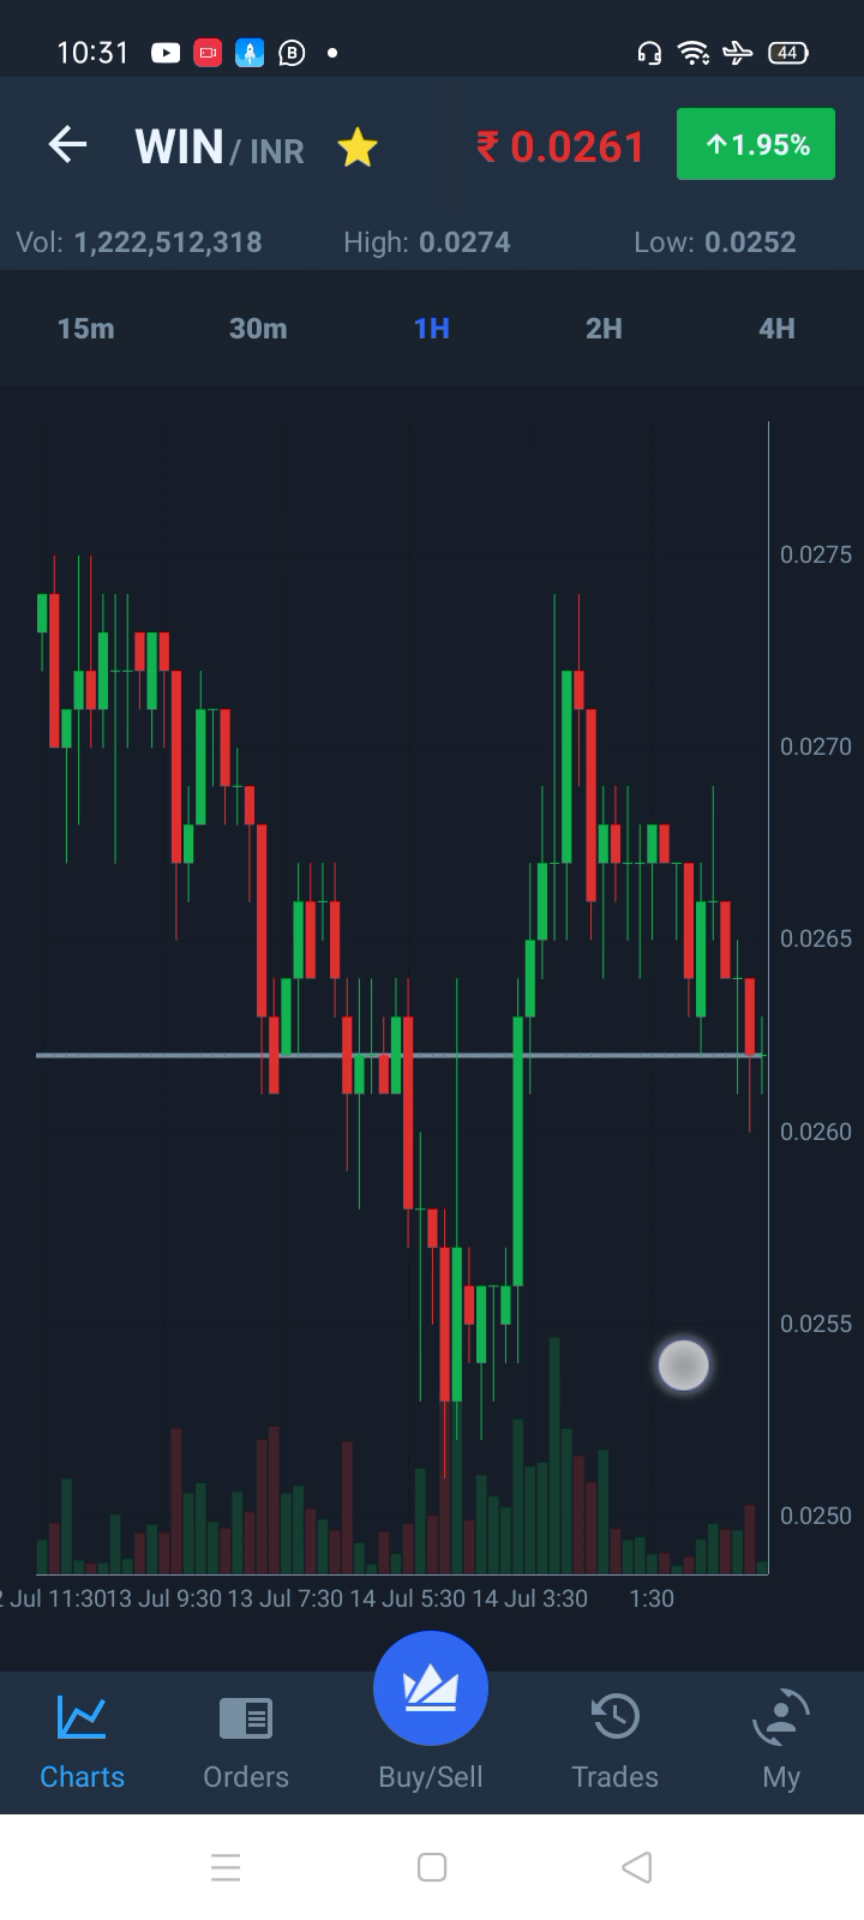 10:31 B 44
WIN / INR ₹ 0.0261 ↑1.95%
Vol: 1,222,512,318 High: 0.0274 Low: 0.0252
15m 30m 1H 2H 4H
0.0275
0.0270
0.0265
0.0260
0.0255
0.0250
2 Jul 11:30 13 Jul 9:30 13 Jul 7:30 14 Jul 5:30 14 Jul 3:30 1:30
Charts Orders Buy/Sell Trades My